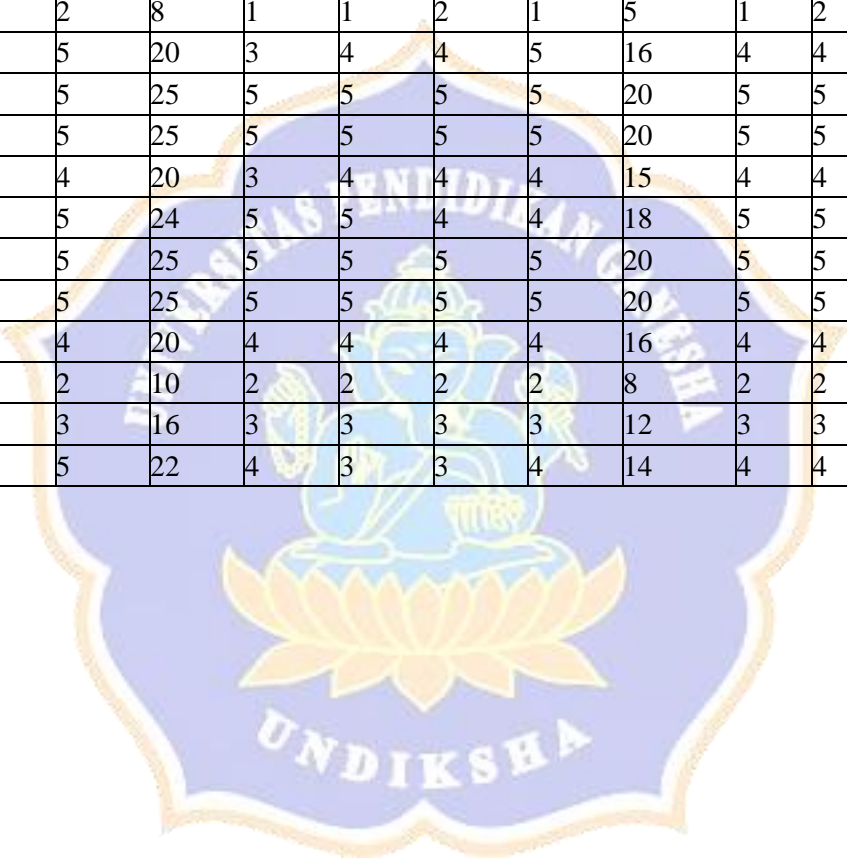 2 8 1 1 2 1 5 1 2
5 20 3 4 4 5 16 4 4
5 25 5 5 5 5 20 5 5
5 25 5 5 5 5 20 5 5
4 20 3 4 4 4 15 4 4
5 24 5 5 4 4 18 5 5
5 25 5 5 5 5 20 5 5
5 25 5 5 5 5 20 5 5
4 20 4 4 4 4 16 4 4
2 10 2 2 2 2 8 2 2
3 16 3 3 3 3 12 3 3
5 22 4 3 3 4 14 4 4
UNIVERSITAS PENDIDIKAN GANESHA
UNDIKSHA